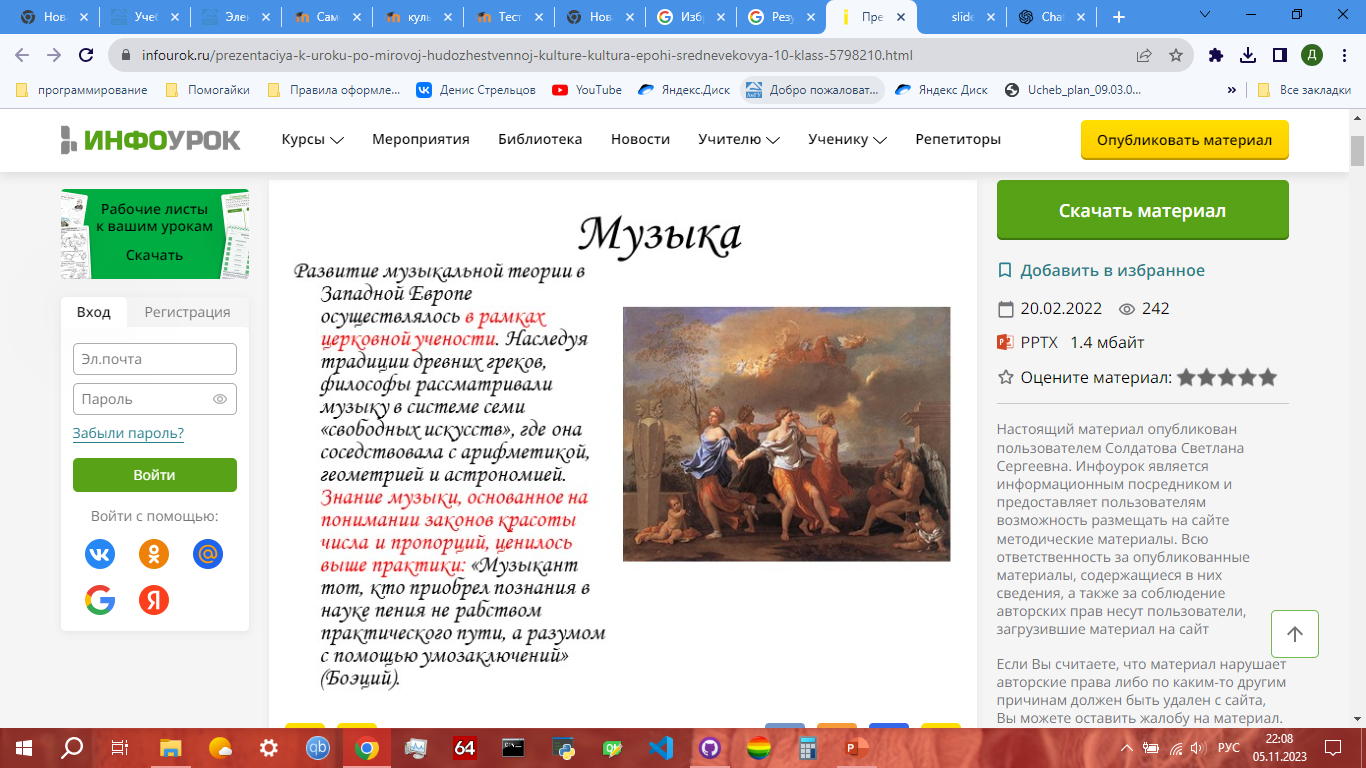 Нов
Уче
Эле
Сам
кул
Тест
Нов
Избр
Резу
Пре
slide
Chat
infourok.ru/prezentaciya-k-uroku-po-mirovoj-hudozhestvennoj-kulture-kultura-epohi-srednevekovya-10-klass-5798210.html
Д
программирование
Помогайки
Правила оформле...
Денис Стрельцов
YouTube
Яндекс.Диск
Добро пожаловат...
Яндекс Диск
Ucheb_plan_09.03.0...
»
Все закладки
ИНФОУРОК
Курсы
Мероприятия
Библиотека
Новости
Учителю
Ученику
Репетиторы
Опубликовать материал
Рабочие листы
к вашим урокам
Скачать
Вход
Регистрация
Эл.почта
Пароль
Забыли пароль?
Войти
Войти с помощью:
Музыка
Развитие музыкальной теории в
Западной Европе
осуществлялось в рамках
церковной учености. Наследуя
традиции древних греков,
философы рассматривали
музыку в системе семи
«свободных искусств», где она
соседствовала с арифметикой,
геометрией и астрономией.
Знание музыки, основанное на
понимании законов красоты
числа и пропорций, ценилось
выше практики: «Музыкант
тот, кто приобрел познания в
науке пения не рабством
практического пути, а разумом
с помощью умозаключений»
(Боэций).
Скачать материал
Добавить в избранное
20.02.2022 242
PPTX 1.4 мбайт
Оцените материал:
Настоящий материал опубликован
пользователем Солдатова Светлана
Сергеевна. Инфоурок является
информационным посредником и
предоставляет пользователям
возможность размещать на сайте
методические материалы. Всю
ответственность за опубликованные
материалы, содержащиеся в них
сведения, а также за соблюдение
авторских прав несут пользователи,
загрузившие материал на сайт
Если Вы считаете, что материал нарушает
авторские права либо по каким-то другим
причинам должен быть удален с сайта,
Вы можете оставить жалобу на материал.
qb
64
РУС
22:08
05.11.2023